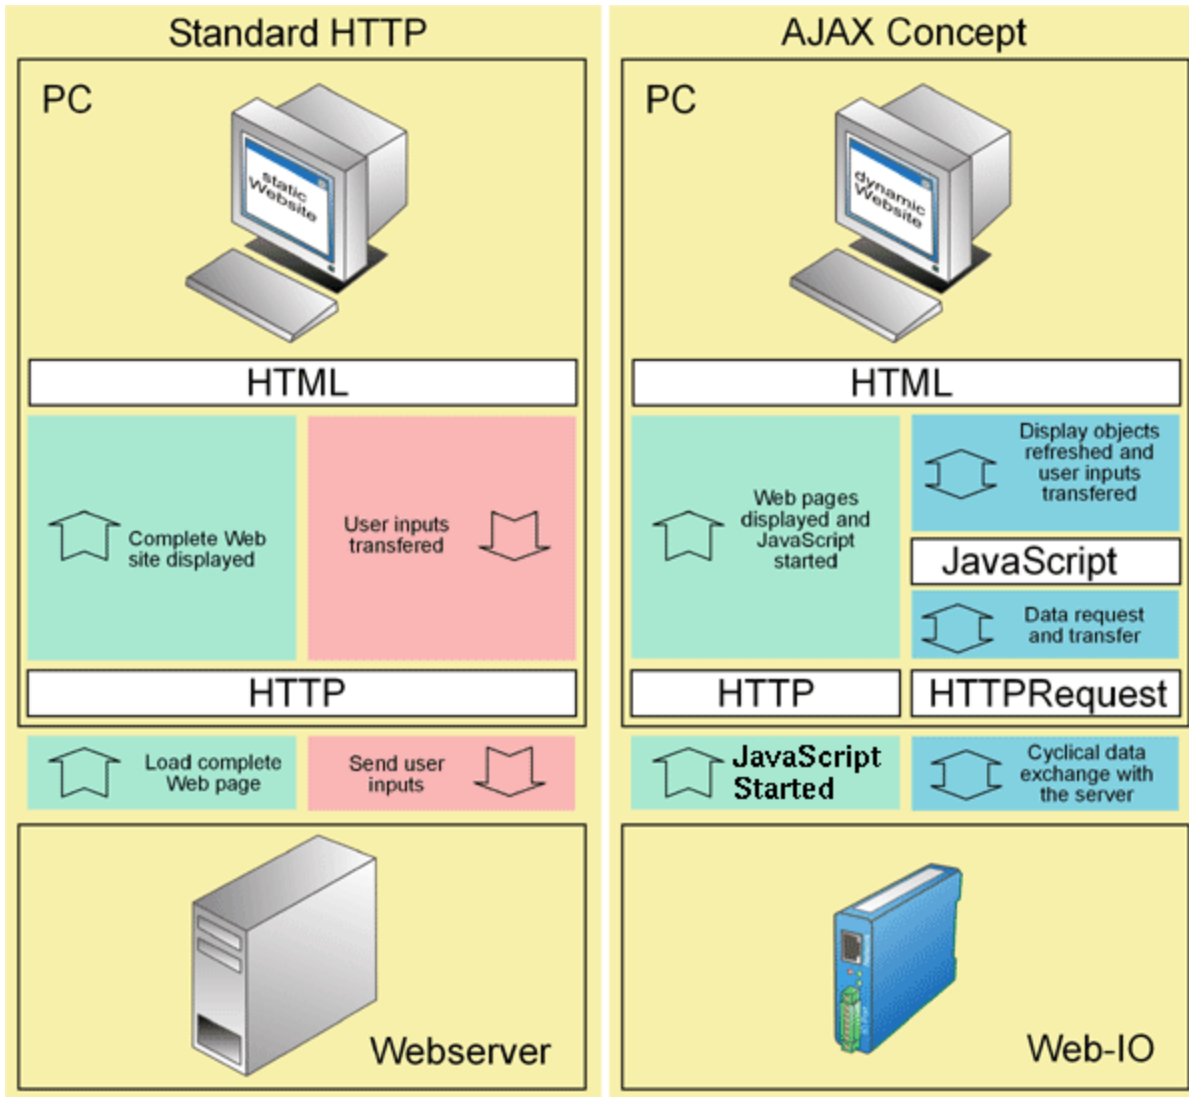 Standard HTTP
PC
static
Website
HTML
Complete Web
site displayed
User inputs
transfered
HTTP
Load complete
Web page
Send user
inputs
Webserver
AJAX Concept
PC
dynamic
Website
HTML
Web pages
displayed and
JavaScript
started
Display objects
refreshed and
user inputs
transfered
JavaScript
Data request
and transfer
HTTP
HTTPRequest
JavaScript
Started
Cyclical data
exchange with
the server
Web-IO